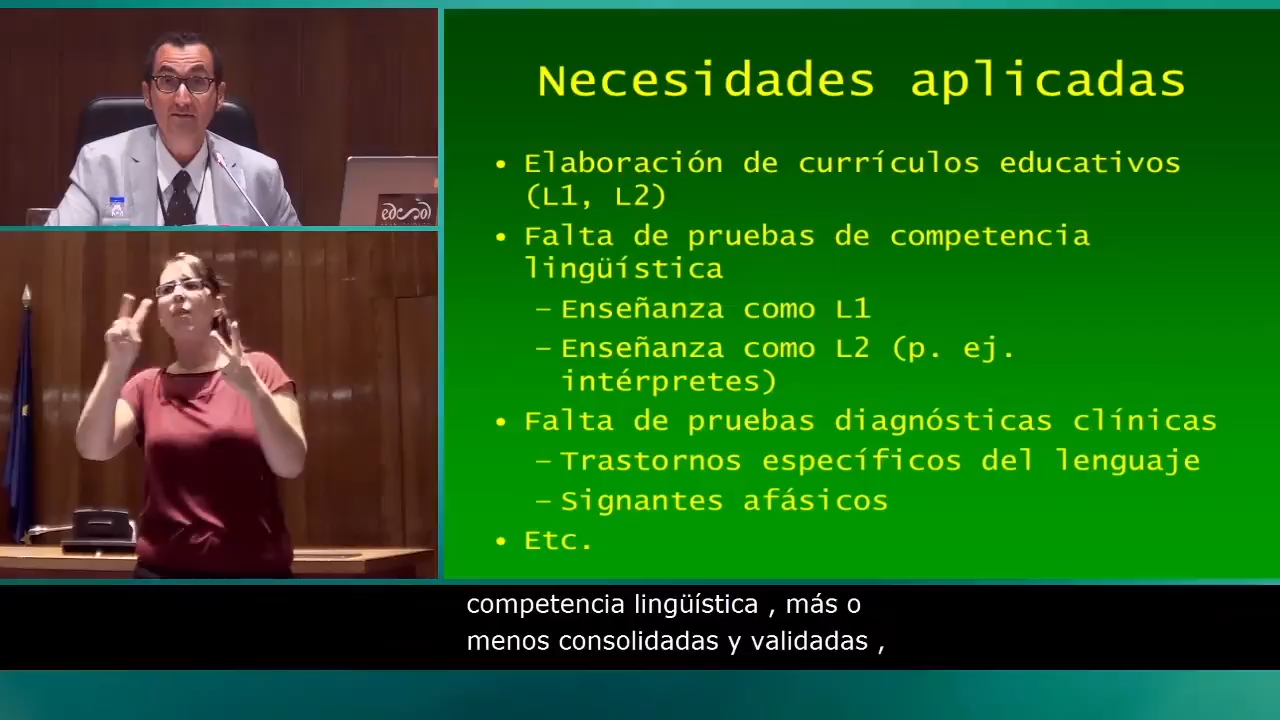 Necesidades aplicadas
• Elaboración de currículos educativos
(L1, L2)
• Falta de pruebas de competencia
lingüística
– Enseñanza como L1
– Enseñanza como L2 (p. ej.
intérpretes)
• Falta de pruebas diagnósticas clínicas
– Trastornos específicos del lenguaje
– Signantes afásicos
• Etc.
competencia lingüística , más o
menos consolidadas y validadas ,